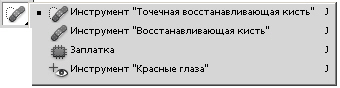 Инструмент "Точечная восстанавливающая кисть" J
Инструмент "Восстанавливающая кисть" J
Заплатка J
Инструмент "Красные глаза" J